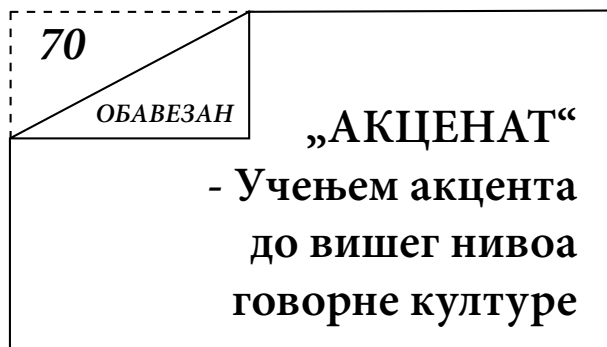 70
ОБАВЕЗАН
„АКЦЕНАТ“
- Учењем акцента
до вишег нивоа
говорне културе